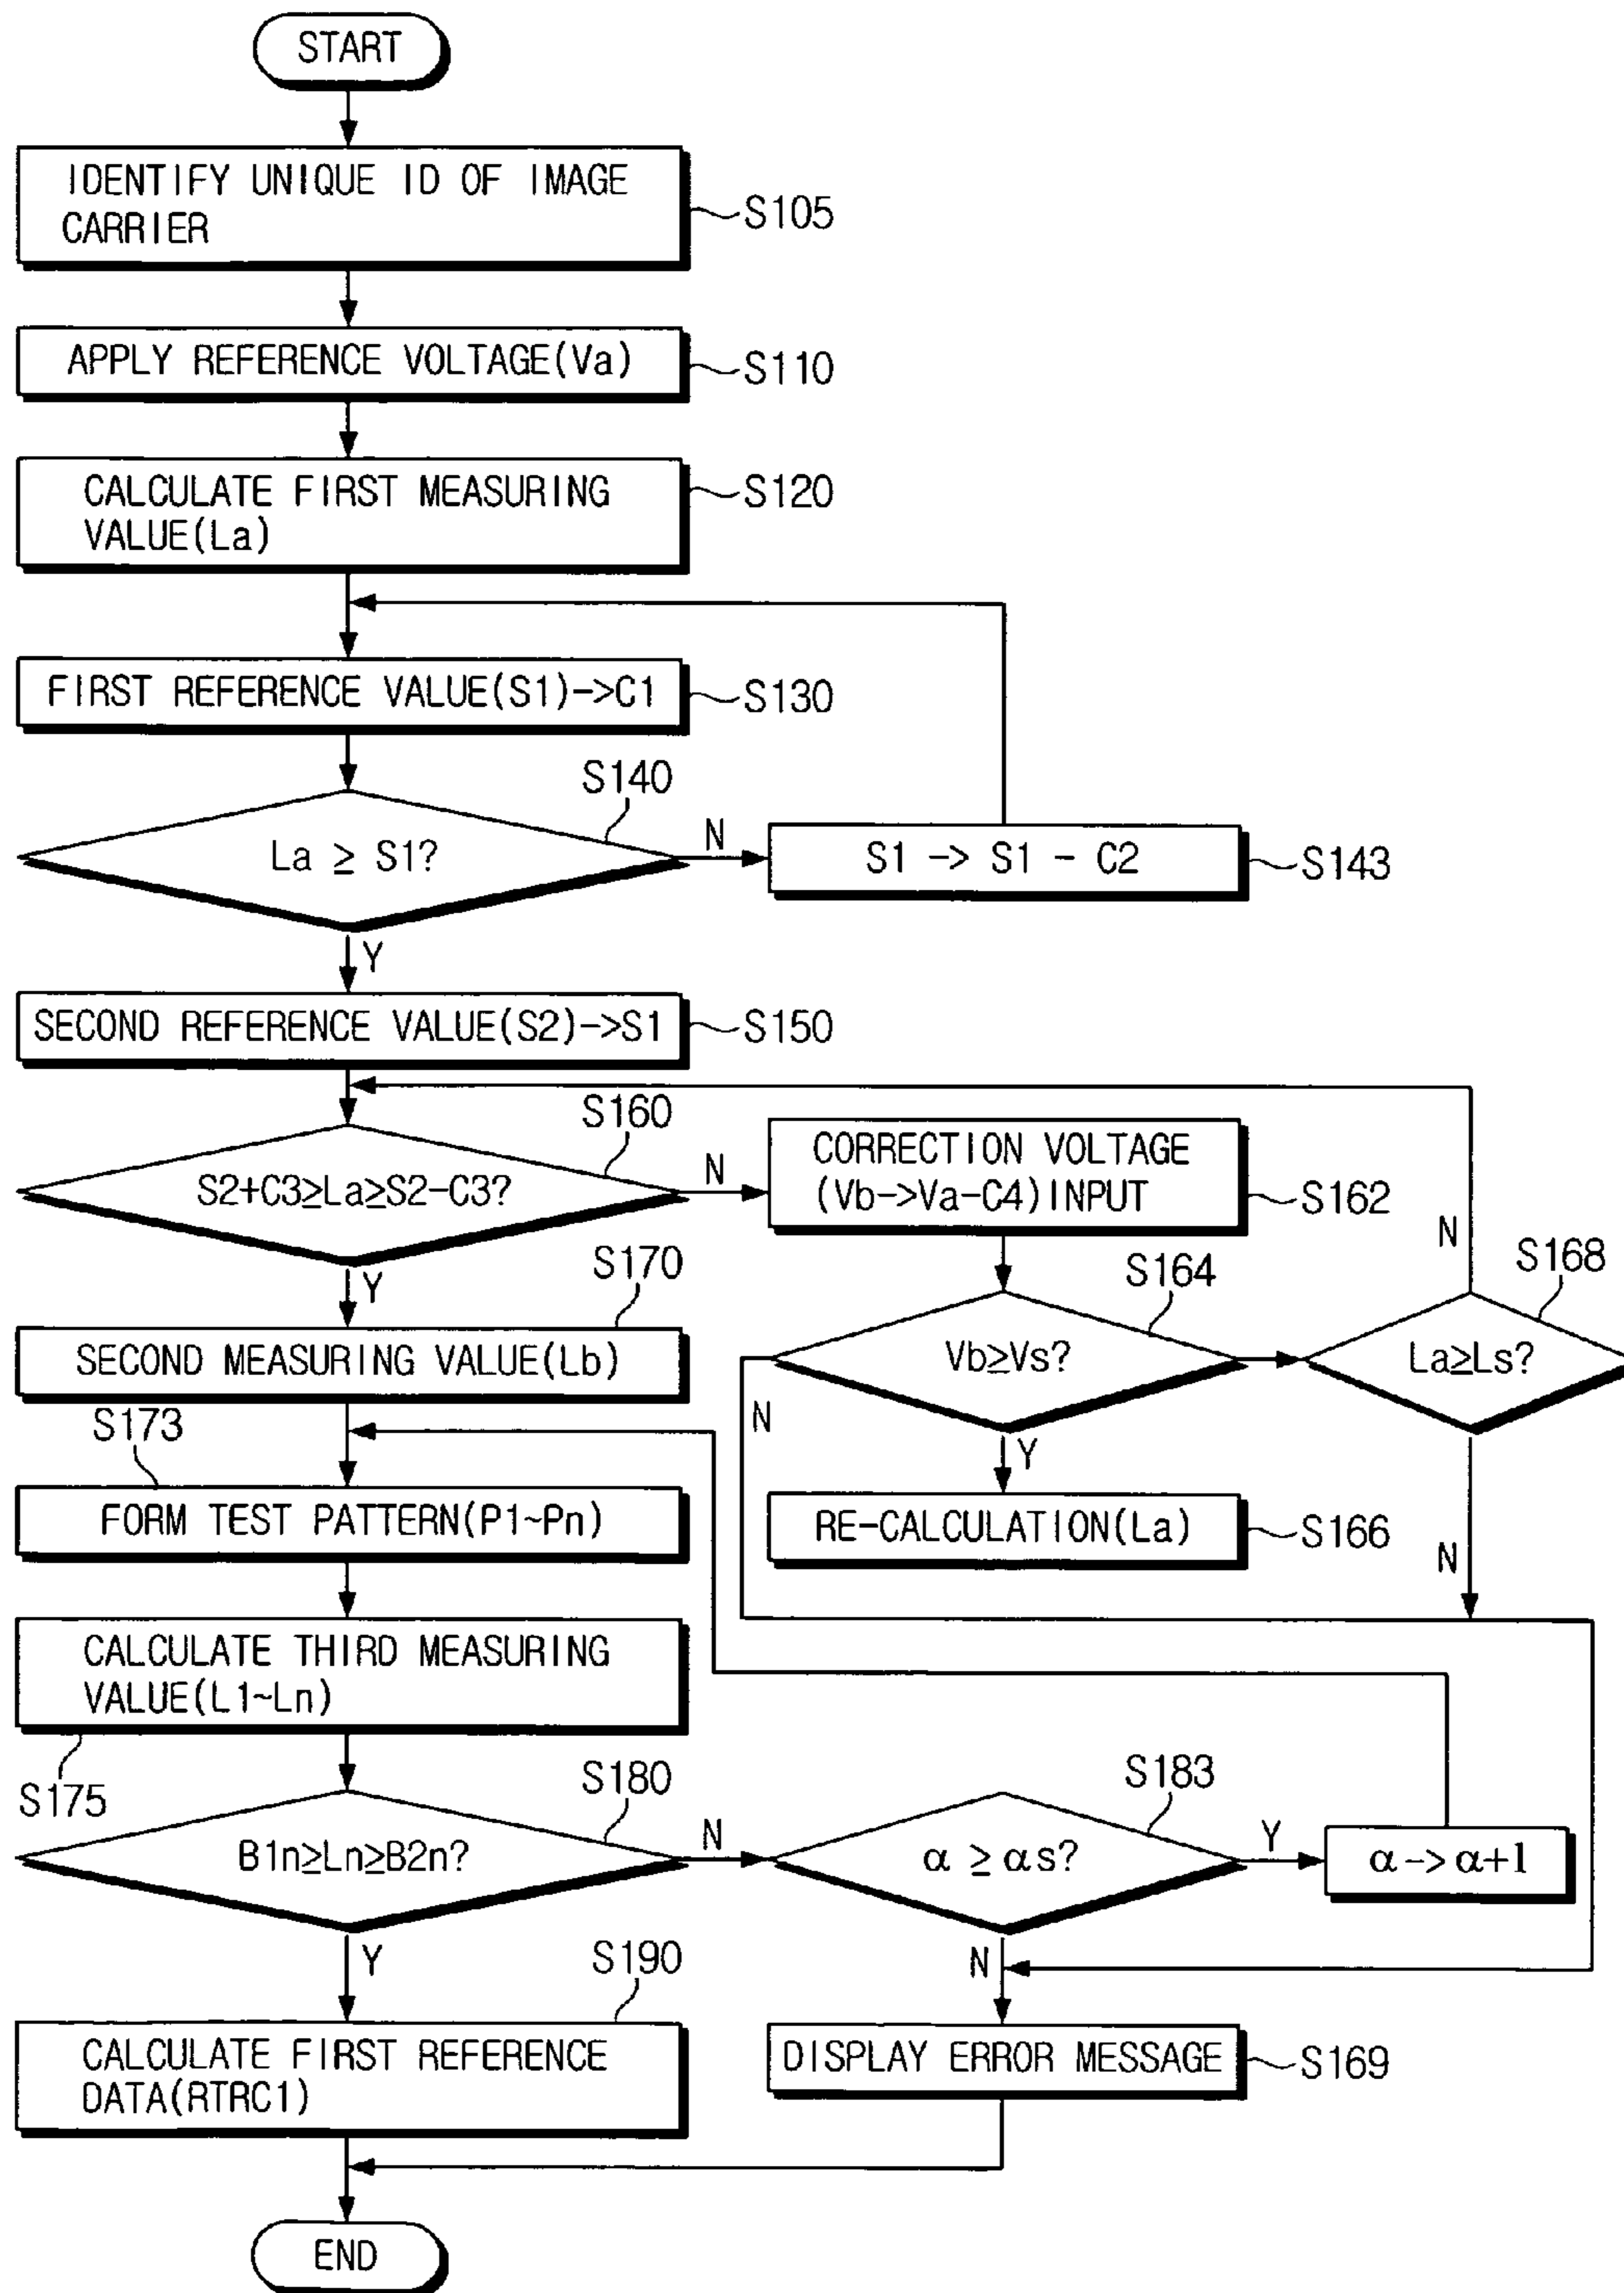 START
IDENTIFY UNIQUE ID OF IMAGE
CARRIER
S105
APPLY REFERENCE VOLTAGE(Va)
S110
CALCULATE FIRST MEASURING
VALUE(La)
S120
FIRST REFERENCE VALUE(S1)->C1
S130
S140
La ≥ S1?
N
S1 -> S1 - C2
S143
Y
SECOND REFERENCE VALUE(S2)->S1
S150
S160
S2+C3≥La≥S2-C3?
N
CORRECTION VOLTAGE
(Vb->Va-C4)INPUT
S162
Y
S170
SECOND MEASURING VALUE(Lb)
S164
Vb≥Vs?
N
S168
La≥Ls?
N
Y
N
RE-CALCULATION(La)
S166
S173
FORM TEST PATTERN(P1~Pn)
CALCULATE THIRD MEASURING
VALUE(L1~Ln)
S175
S180
B1n≥Ln≥B2n?
N
S183
α ≥ αs?
Y
α -> α+1
Y
N
S190
CALCULATE FIRST REFERENCE
DATA(RTRC1)
DISPLAY ERROR MESSAGE
S169
END